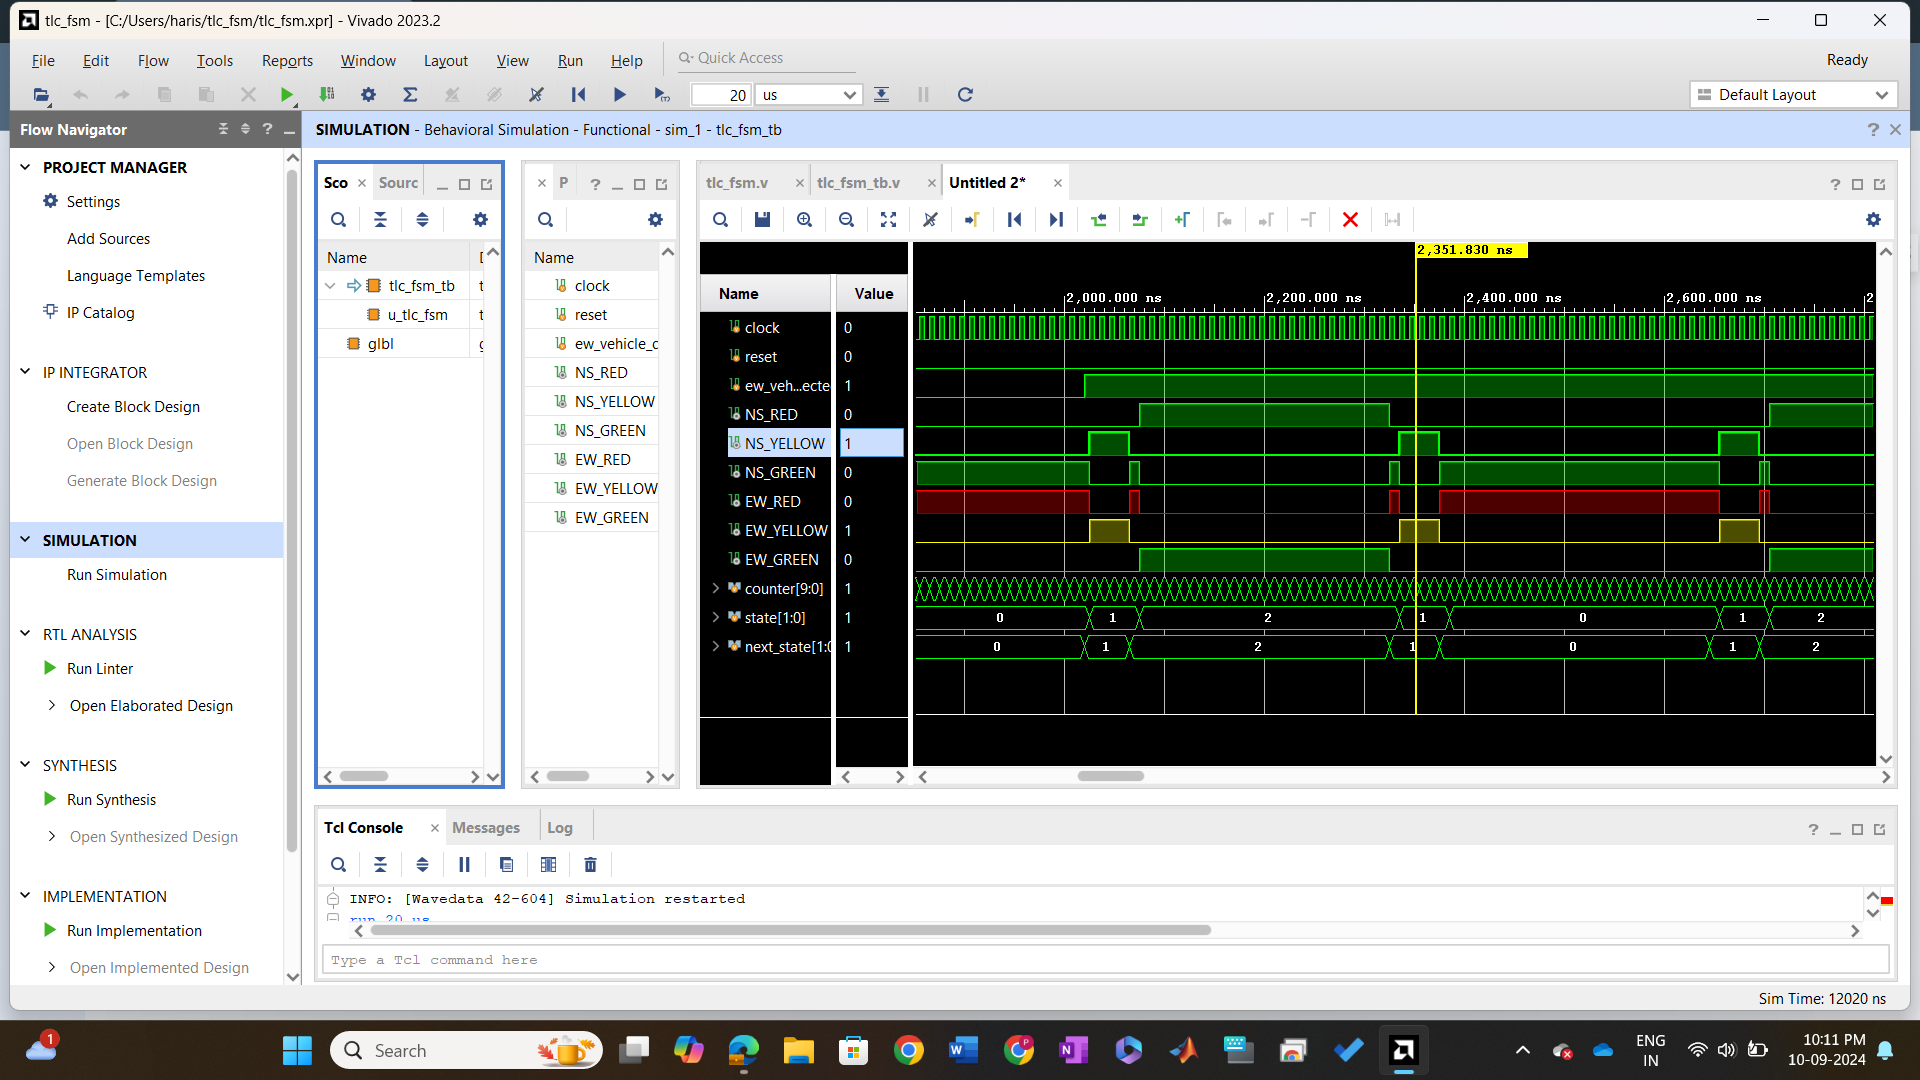 tlc_fsm - [C:/Users/haris/tlc_fsm/tlc_fsm.xpr] - Vivado 2023.2
File Edit Flow Tools Reports Window Layout View Run Help Quick Access
Ready
20 us
Default Layout
Flow Navigator
PROJECT MANAGER
Settings
Add Sources
Language Templates
IP Catalog
IP INTEGRATOR
Create Block Design
Open Block Design
Generate Block Design
SIMULATION
Run Simulation
RTL ANALYSIS
Run Linter
Open Elaborated Design
SYNTHESIS
Run Synthesis
Open Synthesized Design
IMPLEMENTATION
Run Implementation
Open Implemented Design
SIMULATION - Behavioral Simulation - Functional - sim_1 - tlc_fsm_tb
Sco Sourc
Name
tlc_fsm_tb
u_tlc_fsm
glbl
P
Name
clock
reset
ew_vehicle_c
NS_RED
NS_YELLOW
NS_GREEN
EW_RED
EW_YELLOW
EW_GREEN
tlc_fsm.v tlc_fsm_tb.v Untitled 2*
2,351.830 ns
2,000.000 ns 2,200.000 ns 2,400.000 ns 2,600.000 ns 2
Name Value
clock 0
reset 0
ew_veh...ecte 1
NS_RED 0
NS_YELLOW 1
NS_GREEN 0
EW_RED 0
EW_YELLOW 1
EW_GREEN 0
counter[9:0] 1
state[1:0] 1 0 1 2 1 0 1 2
next_state[1:0 1 0 1 2 1 0 1 2
Tcl Console Messages Log
INFO: [Wavedata 42-604] Simulation restarted
run 20 us
Type a Tcl command here
Sim Time: 12020 ns
1
Search
ENG
IN
10:11 PM
10-09-2024